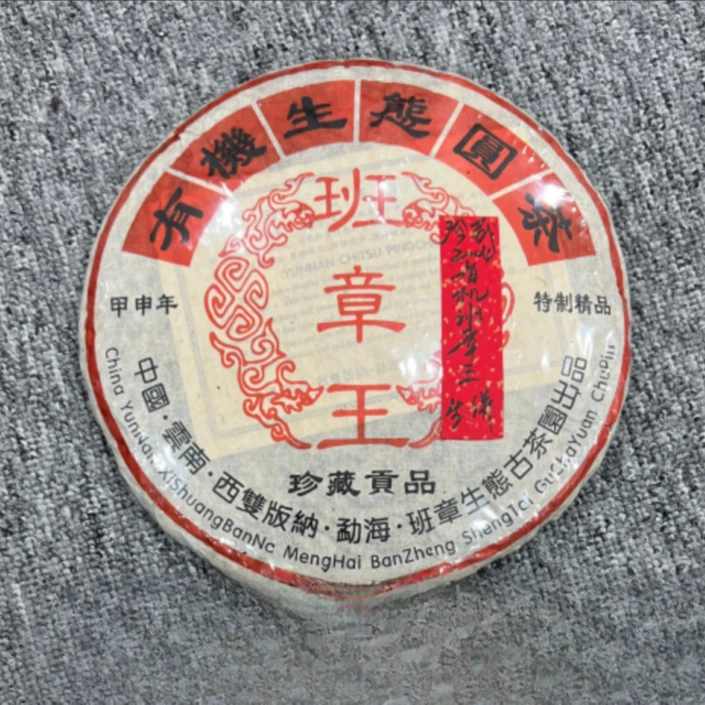 有機生態圓茶
班
章
王
甲申年
特制精品
珍藏貢品
中國·雲南·西雙版納·勐海·班章生態古茶園出品
China YunNan XiShuangBanNa MengHai BanZheng ShengTai GuChaYuan ChuPin
YUNNAN CHITSU PINGCHA